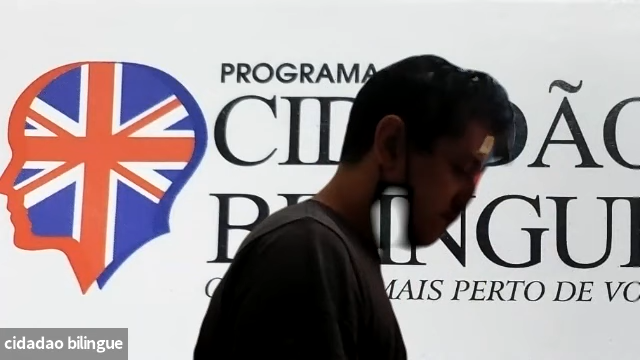 PROGRAMA
CIDADÃO
BILINGUE
MAIS PERTO DE VO
cidadao bilingue